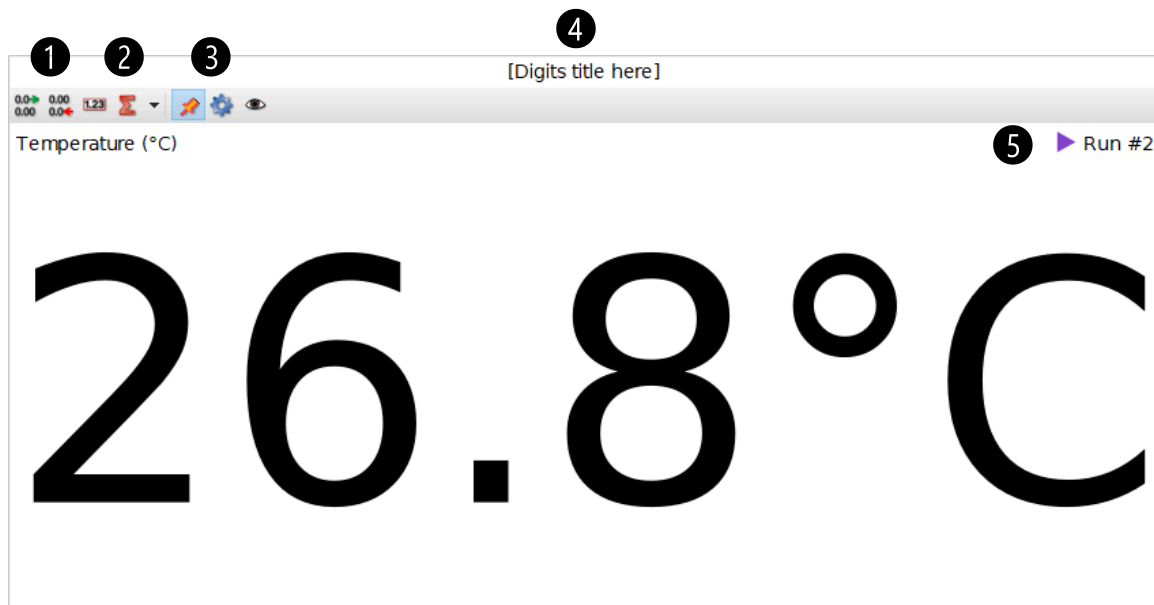 4
1 2 3
[Digits title here]
0.0 0.00 1.23
0.00 0.0
Temperature (°C) 5 Run #2
26.8°C